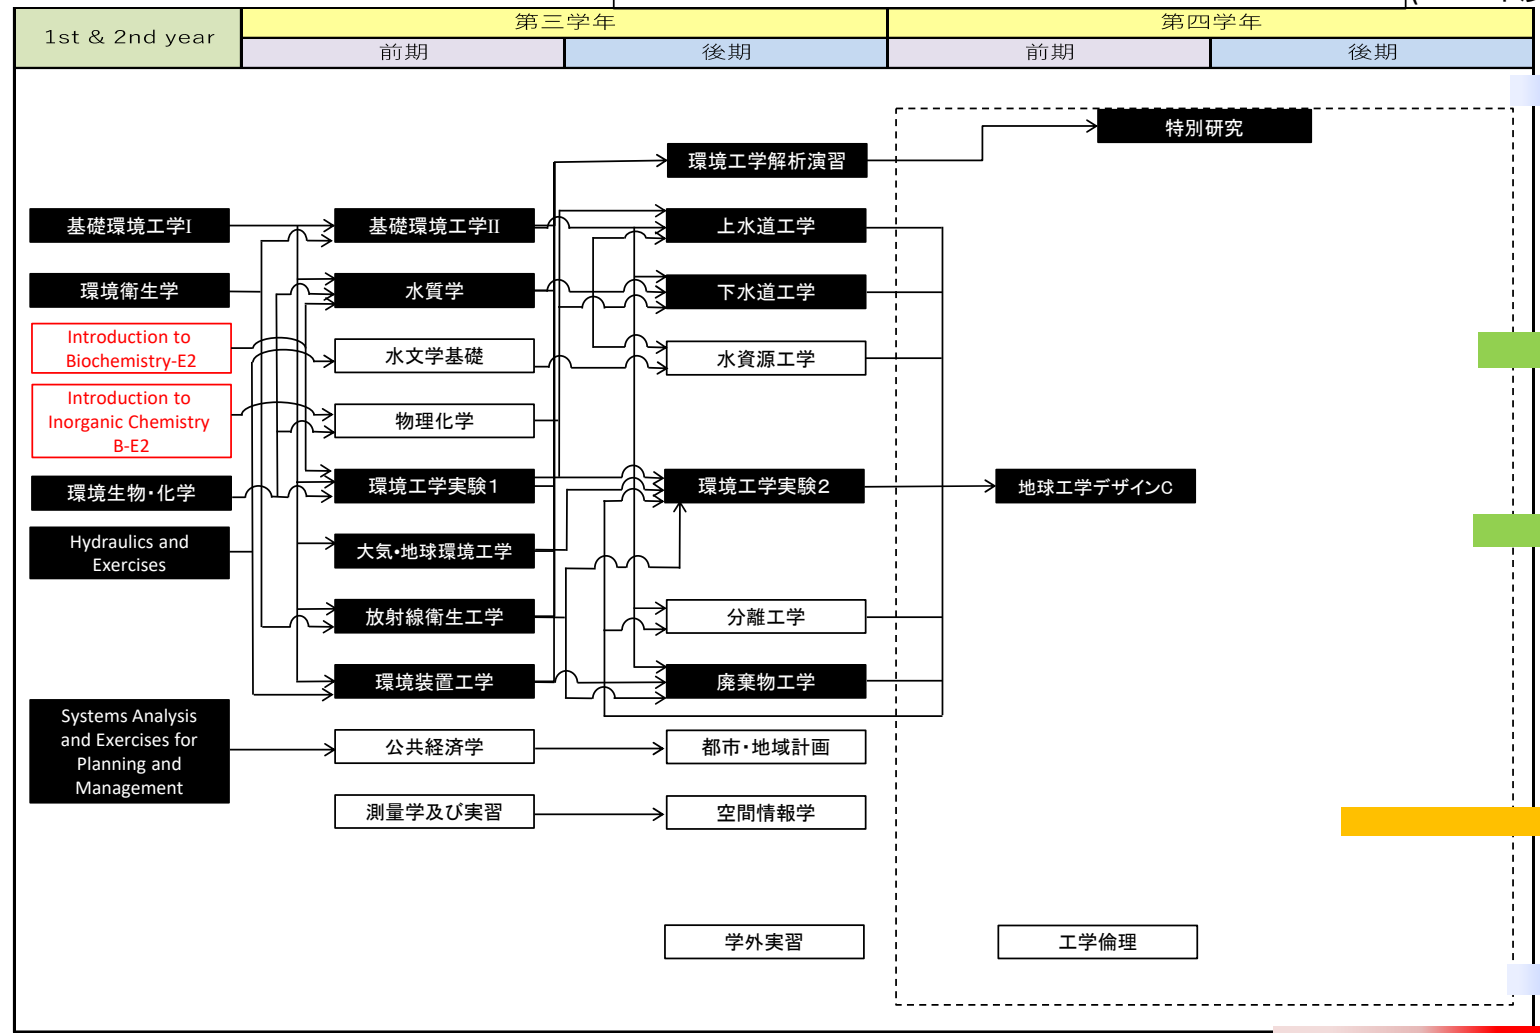 1st & 2nd year
第三学年
第四学年
前期
後期
前期
後期
特別研究
環境工学解析演習
基礎環境工学I
基礎環境工学II
上水道工学
環境衛生学
水質学
下水道工学
Introduction to
Biochemistry-E2
水文学基礎
水資源工学
Introduction to
Inorganic Chemistry
B-E2
物理化学
環境生物・化学
環境工学実験1
環境工学実験2
地球工学デザインC
Hydraulics and
Exercises
大気・地球環境工学
放射線衛生工学
分離工学
環境装置工学
廃棄物工学
Systems Analysis
and Exercises for
Planning and
Management
公共経済学
都市・地域計画
測量学及び実習
空間情報学
学外実習
工学倫理